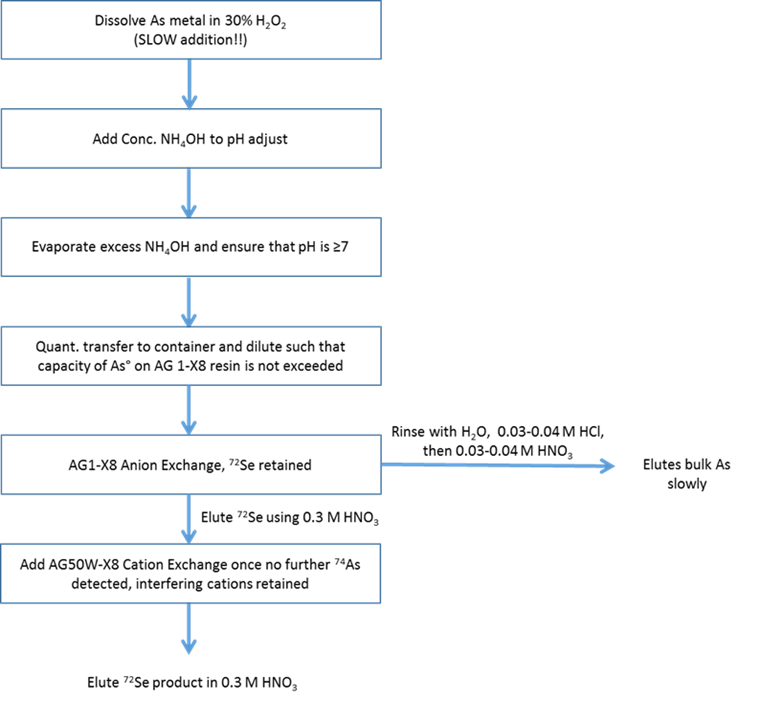 Dissolve As metal in 30% H₂O₂
(SLOW addition!!)
Add Conc. NH₄OH to pH adjust
Evaporate excess NH₄OH and ensure that pH is ≥7
Quant. transfer to container and dilute such that
capacity of As° on AG 1-X8 resin is not exceeded
AG1-X8 Anion Exchange, ⁷²Se retained
Rinse with H₂O, 0.03-0.04 M HCl,
then 0.03-0.04 M HNO₃
Elutes bulk As
slowly
Elute ⁷²Se using 0.3 M HNO₃
Add AG50W-X8 Cation Exchange once no further ⁷⁴As
detected, interfering cations retained
Elute ⁷²Se product in 0.3 M HNO₃